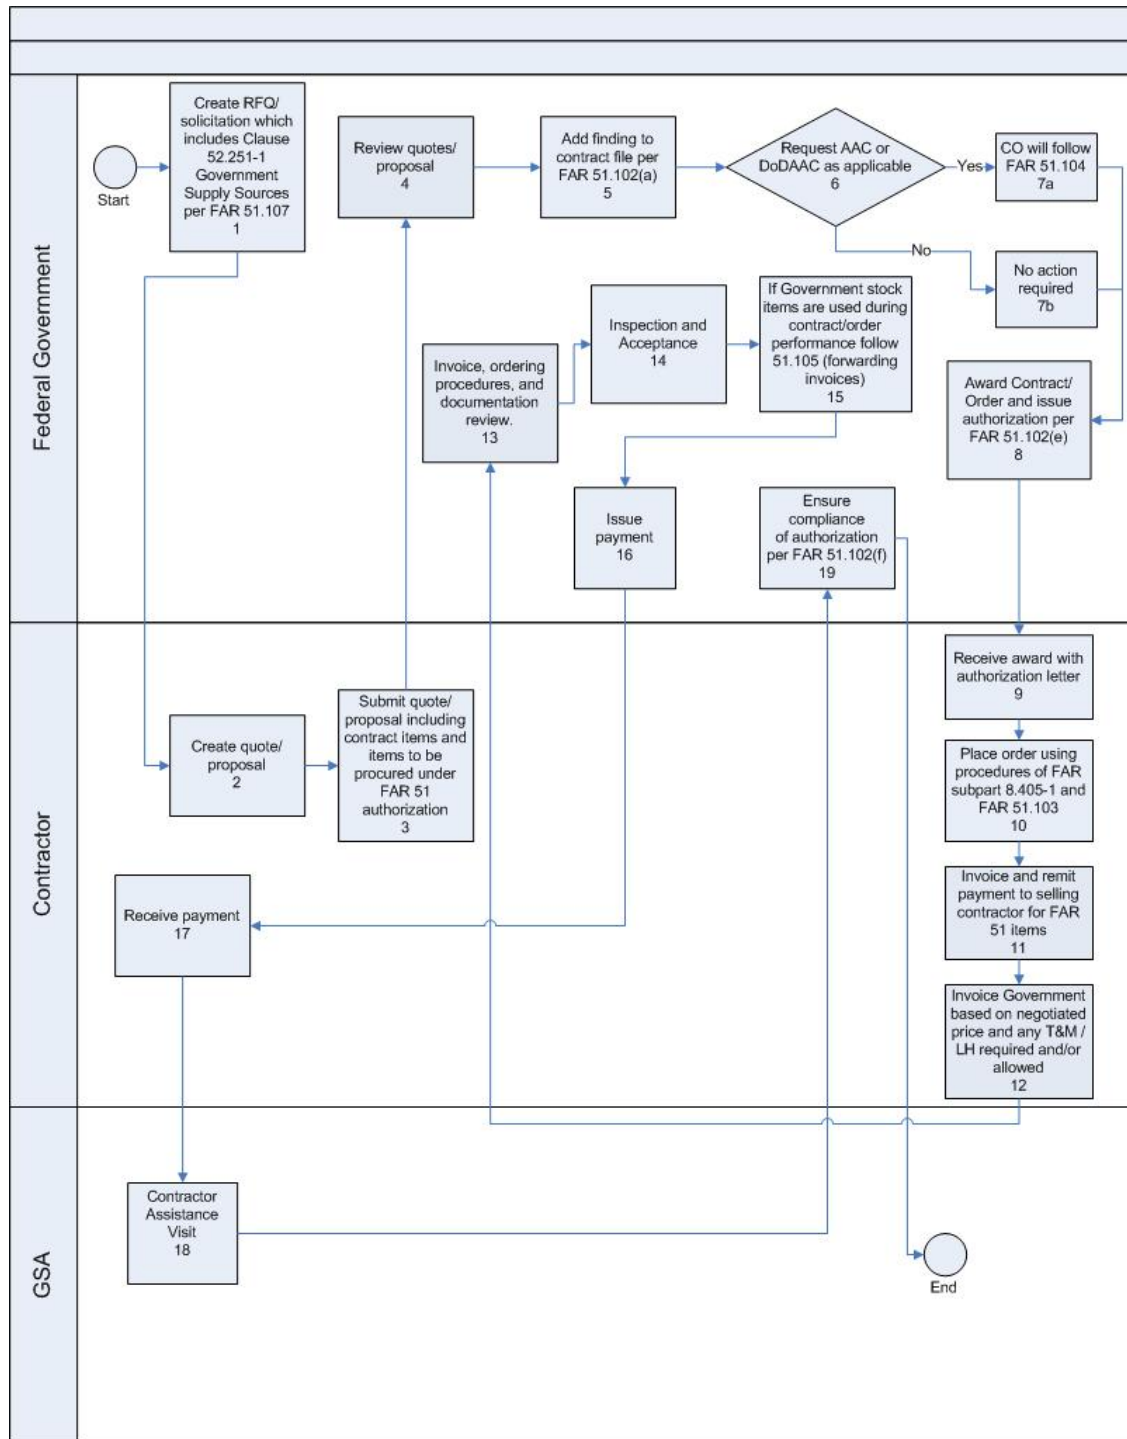 Federal Government
Start
Create RFQ/
solicitation which
includes Clause
52.251-1
Government
Supply Sources
per FAR 51.107
1
Review quotes/
proposal
4
Add finding to
contract file per
FAR 51.102(a)
5
Request AAC or
DoDAAC as applicable
6
Yes
CO will follow
FAR 51.104
7a
No
No action
required
7b
Invoice, ordering
procedures, and
documentation
review.
13
Inspection and
Acceptance
14
If Government stock
items are used during
contract/order
performance follow
51.105 (forwarding
invoices)
15
Award Contract/
Order and issue
authorization per
FAR 51.102(e)
8
Issue
payment
16
Ensure
compliance
of authorization
per FAR 51.102(f)
19
Contractor
Create quote/
proposal
2
Submit quote/
proposal including
contract items and
items to be
procured under
FAR 51
authorization
3
Receive award with
authorization letter
9
Place order using
procedures of FAR
subpart 8.405-1 and
FAR 51.103
10
Invoice and remit
payment to selling
contractor for FAR
51 items
11
Invoice Government
based on negotiated
price and any T&M /
LH required and/or
allowed
12
Receive payment
17
GSA
Contractor
Assistance
Visit
18
End